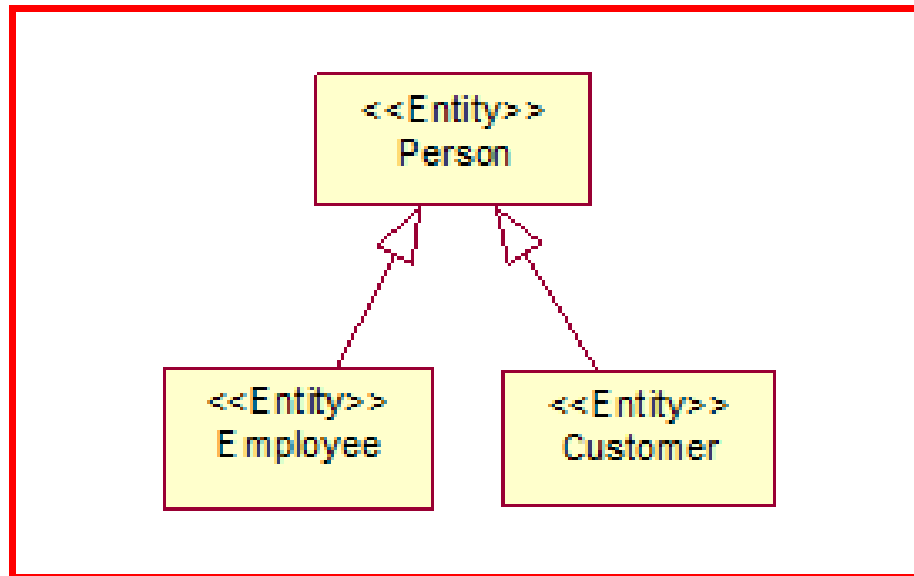 <<Entity>>
Person
<<Entity>>
Employee
<<Entity>>
Customer